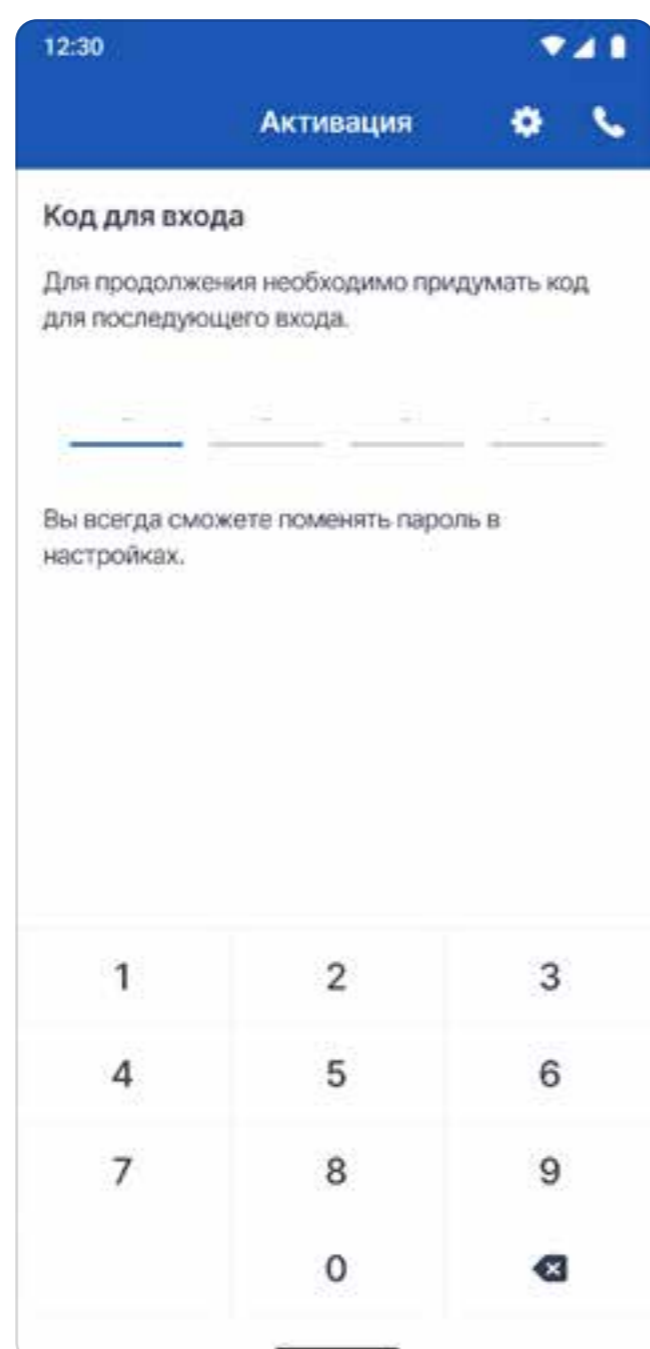 12:30
Активация
Код для входа
Для продолжения необходимо придумать код
для последующего входа.
Вы всегда сможете поменять пароль в
настройках.
1 2 3
4 5 6
7 8 9
0